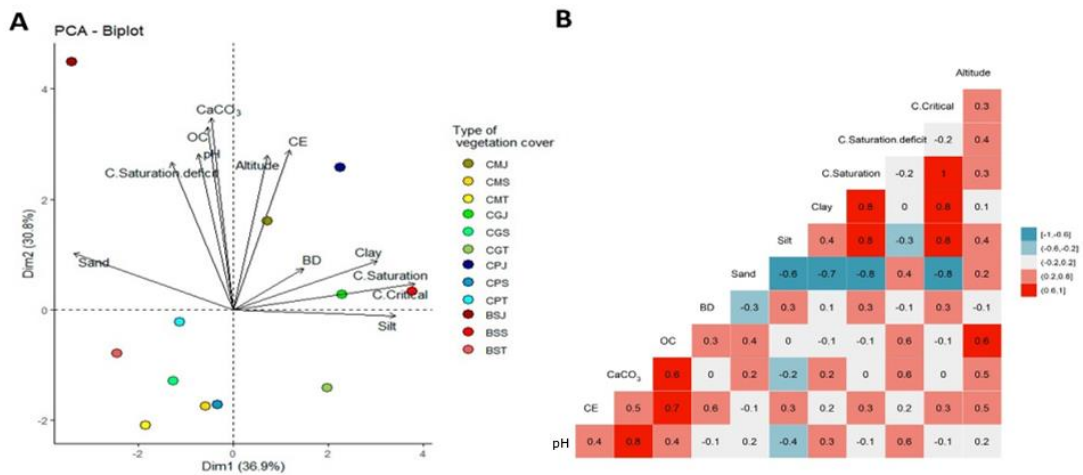 A
PCA - Biplot
4
2
0
-2
Dim2 (30.8%)
-2
0
2
4
Dim1 (36.9%)
CaCO₃
OC
CE
pH
Altitude
C.Saturation.deficit
Sand
BD
Clay
C.Saturation
C.Critical
Silt
Type of
vegetation cover
CMJ
CMS
CMT
CGJ
CGS
CGT
CPJ
CPS
CPT
BSJ
BSS
BST
B
Altitude
C.Critical 0.3
C.Saturation.deficit -0.2 0.4
C.Saturation -0.2 1 0.3
Clay 0.8 0 0.8 0.1
Silt 0.4 0.8 -0.3 0.8 0.4
Sand -0.6 -0.7 -0.8 0.4 -0.8 0.2
BD -0.3 0.3 0.1 0.3 -0.1 0.3 -0.1
OC 0.3 0.4 0 -0.1 -0.1 0.6 -0.1 0.6
CaCO₃ 0.6 0 0.2 -0.2 0.2 0 0.6 0 0.5
CE 0.5 0.7 0.6 -0.1 0.3 0.2 0.3 0.2 0.3 0.5
pH 0.4 0.8 0.4 -0.1 0.2 -0.4 0.3 -0.1 0.6 -0.1 0.2
[-1,-0.6]
(-0.6,-0.2]
(-0.2,0.2]
(0.2,0.6]
(0.6,1]